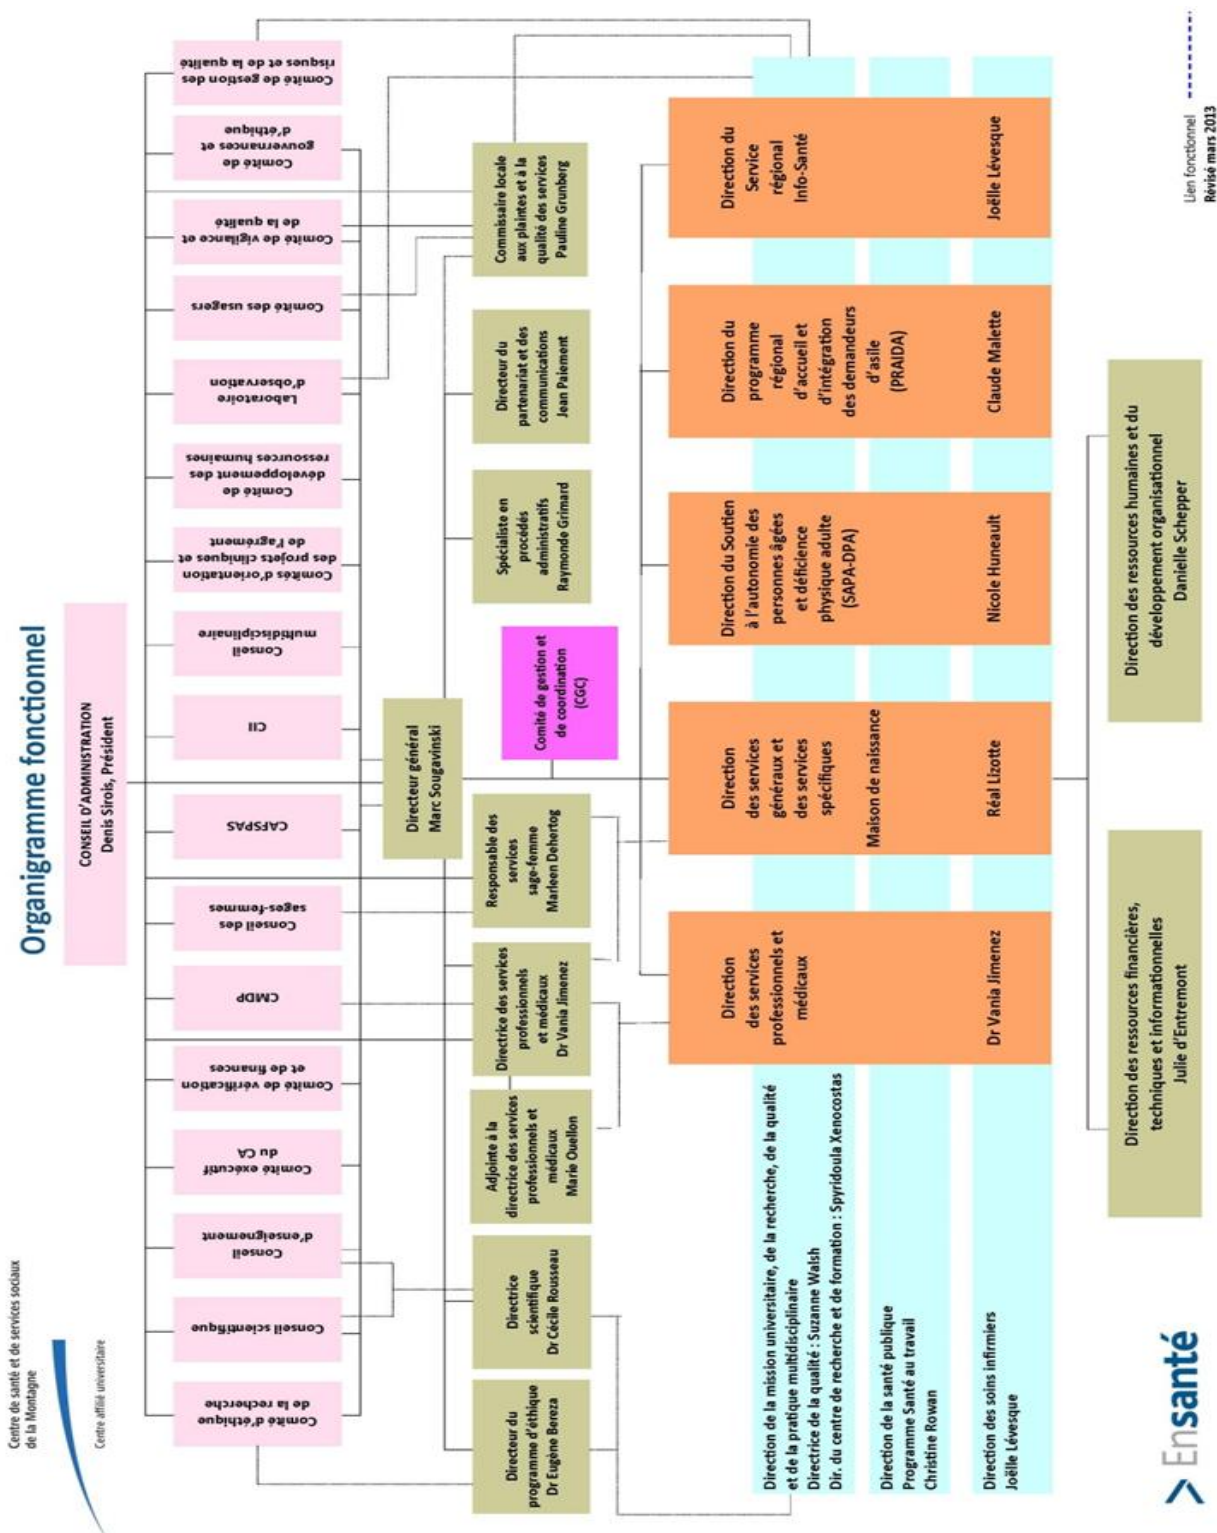 Centre de santé et de services sociaux
de la Montagne
Centre affilié universitaire
Organigramme fonctionnel
CONSEIL D'ADMINISTRATION
Denis Sirois, Président
Comité d'éthique
de la recherche
Conseil scientifique
Conseil
d'enseignement
Comité exécutif
du CA
Comité de vérification
et de finances
CMDP
Conseil des
sages-femmes
CAFSPAS
CII
Conseil
multidisciplinaire
Comités d'orientation
des projets cliniques et
de l'agrément
Comité de
développement des
ressources humaines
Laboratoire
d'observation
Comité des usagers
Comité de vigilance et
de la qualité
Comité de
gouvernances et
d'éthique
Comité de gestion des
risques et de la qualité
Directeur général
Marc Sougavinski
Directeur du
programme d'éthique
Dr Eugène Bereza
Directrice
scientifique
Dr Cécile Rousseau
Adjointe à la
directrice des services
professionnels et
médicaux
Marie Ouellon
Directrice des services
professionnels
et médicaux
Dr Vania Jimenez
Responsable des
services
sage-femme
Marleen Dehertog
Comité de gestion et
de coordination
(CGC)
Spécialiste en
procédés
administratifs
Raymonde Grimard
Directeur du
partenariat et des
communications
Jean Paiement
Commissaire locale
aux plaintes et à la
qualité des services
Pauline Grunberg
Direction de la mission universitaire, de la recherche, de la qualité
et de la pratique multidisciplinaire
Directrice de la qualité : Suzanne Walsh
Dir. du centre de recherche et de formation : Spyridoula Xenocostas
Direction de la santé publique
Programme Santé au travail
Christine Rowan
Direction des soins infirmiers
Joëlle Lévesque
Direction
des services
professionnels et
médicaux
Dr Vania Jimenez
Direction
des services
généraux et
des services
spécifiques
Maison de naissance
Réal Lizotte
Direction du Soutien
à l'autonomie des
personnes âgées
et déficience
physique adulte
(SAPA-DPA)
Nicole Huneault
Direction du
programme
régional
d'accueil et
d'intégration
des demandeurs
d'asile
(PRAIDA)
Claude Malette
Direction du
Service
régional
Info-Santé
Joëlle Lévesque
Direction des ressources financières,
techniques et informationnelles
Julie d'Entremont
Direction des ressources humaines et du
développement organisationnel
Danielle Schepper
> Ensanté
Lien fonctionnel
Révisé mars 2013